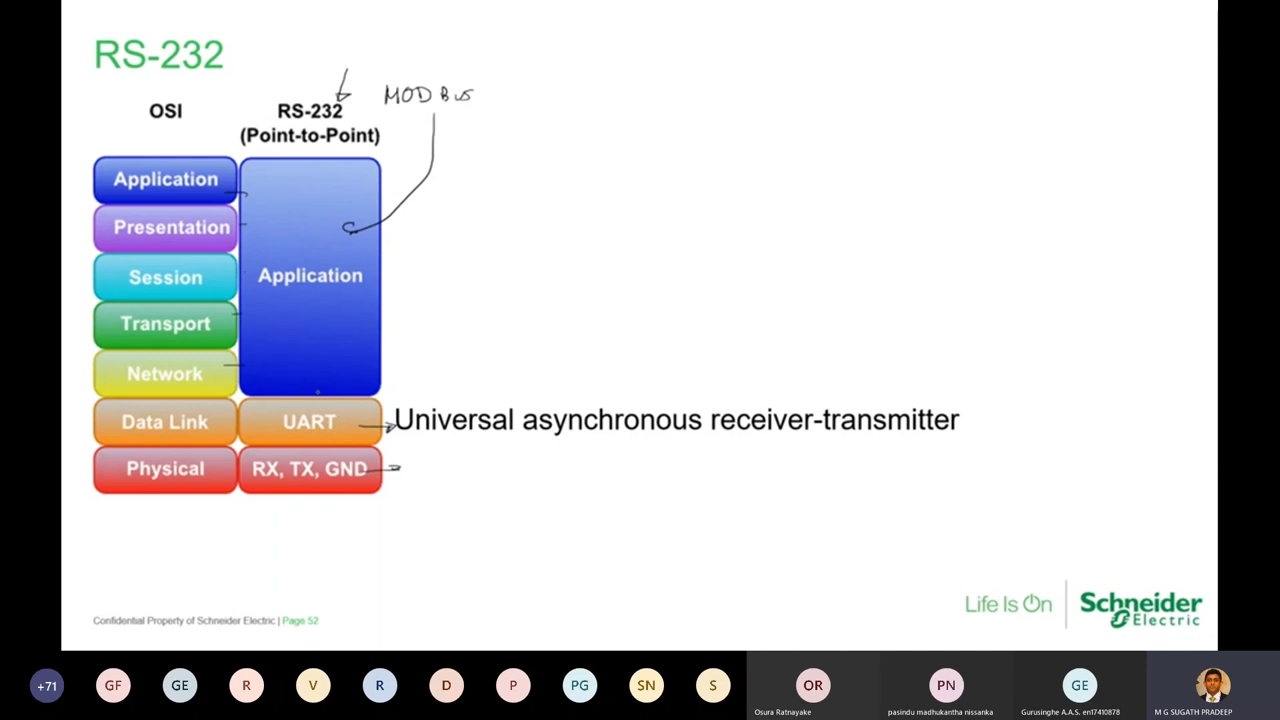 RS-232
OSI
RS-232
(Point-to-Point)
MODBUS
Application
Presentation
Session
Transport
Network
Data Link
Physical
Application
UART
RX, TX, GND
Universal asynchronous receiver-transmitter
Confidential Property of Schneider Electric | Page 52
Life Is On
Schneider
Electric
+71
GF
GE
R
V
R
D
P
PG
SN
S
OR
Osura Ratnayake
PN
pasindu madhukantha nissanka
GE
Gurusinghe A.A.S. en17410878
M G SUGATH PRADEEP